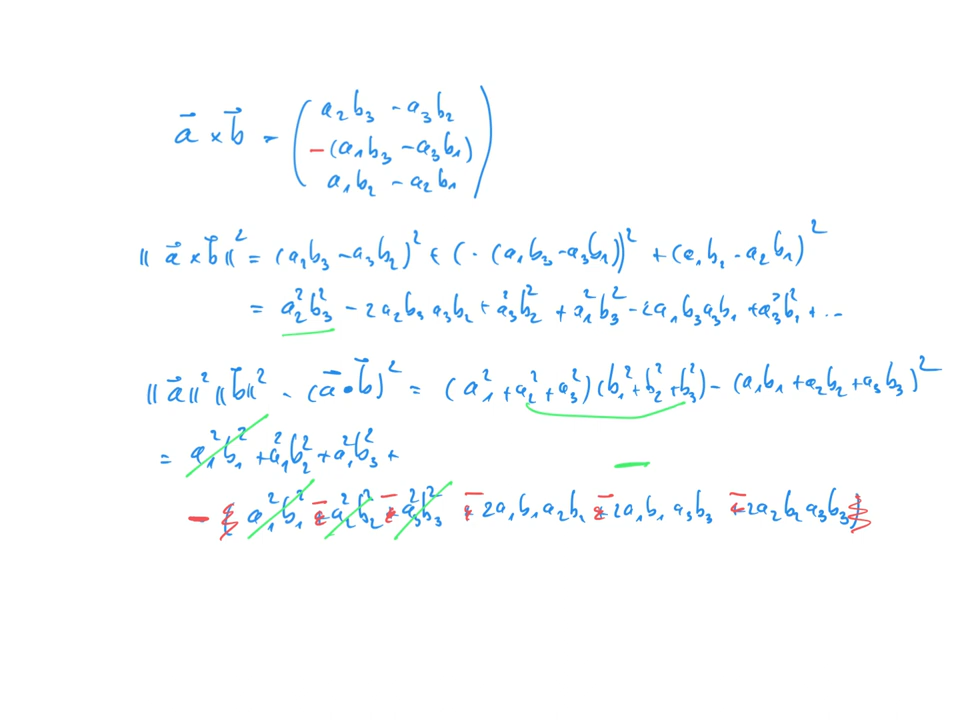 a⃗ × b⃗ = ( a₂b₃ - a₃b₂
-(a₁b₃ - a₃b₁)
a₁b₂ - a₂b₁ )
‖a⃗ × b⃗‖² = (a₂b₃ - a₃b₂)² + (-(a₁b₃ - a₃b₁))² + (a₁b₂ - a₂b₁)²
= a₂²b₃² - 2a₂b₃a₃b₂ + a₃²b₂² + a₁²b₃² - 2a₁b₃a₃b₁ + a₃²b₁² + ...
‖a⃗‖²‖b⃗‖² - (a⃗ • b⃗)² = (a₁² + a₂² + a₃²)(b₁² + b₂² + b₃²) - (a₁b₁ + a₂b₂ + a₃b₃)²
= a₁²b₁² + a₁²b₂² + a₁²b₃² +
- a₁²b₁² - a₂²b₂² - a₃²b₃² - 2a₁b₁a₂b₂ - 2a₁b₁a₃b₃ - 2a₂b₂a₃b₃